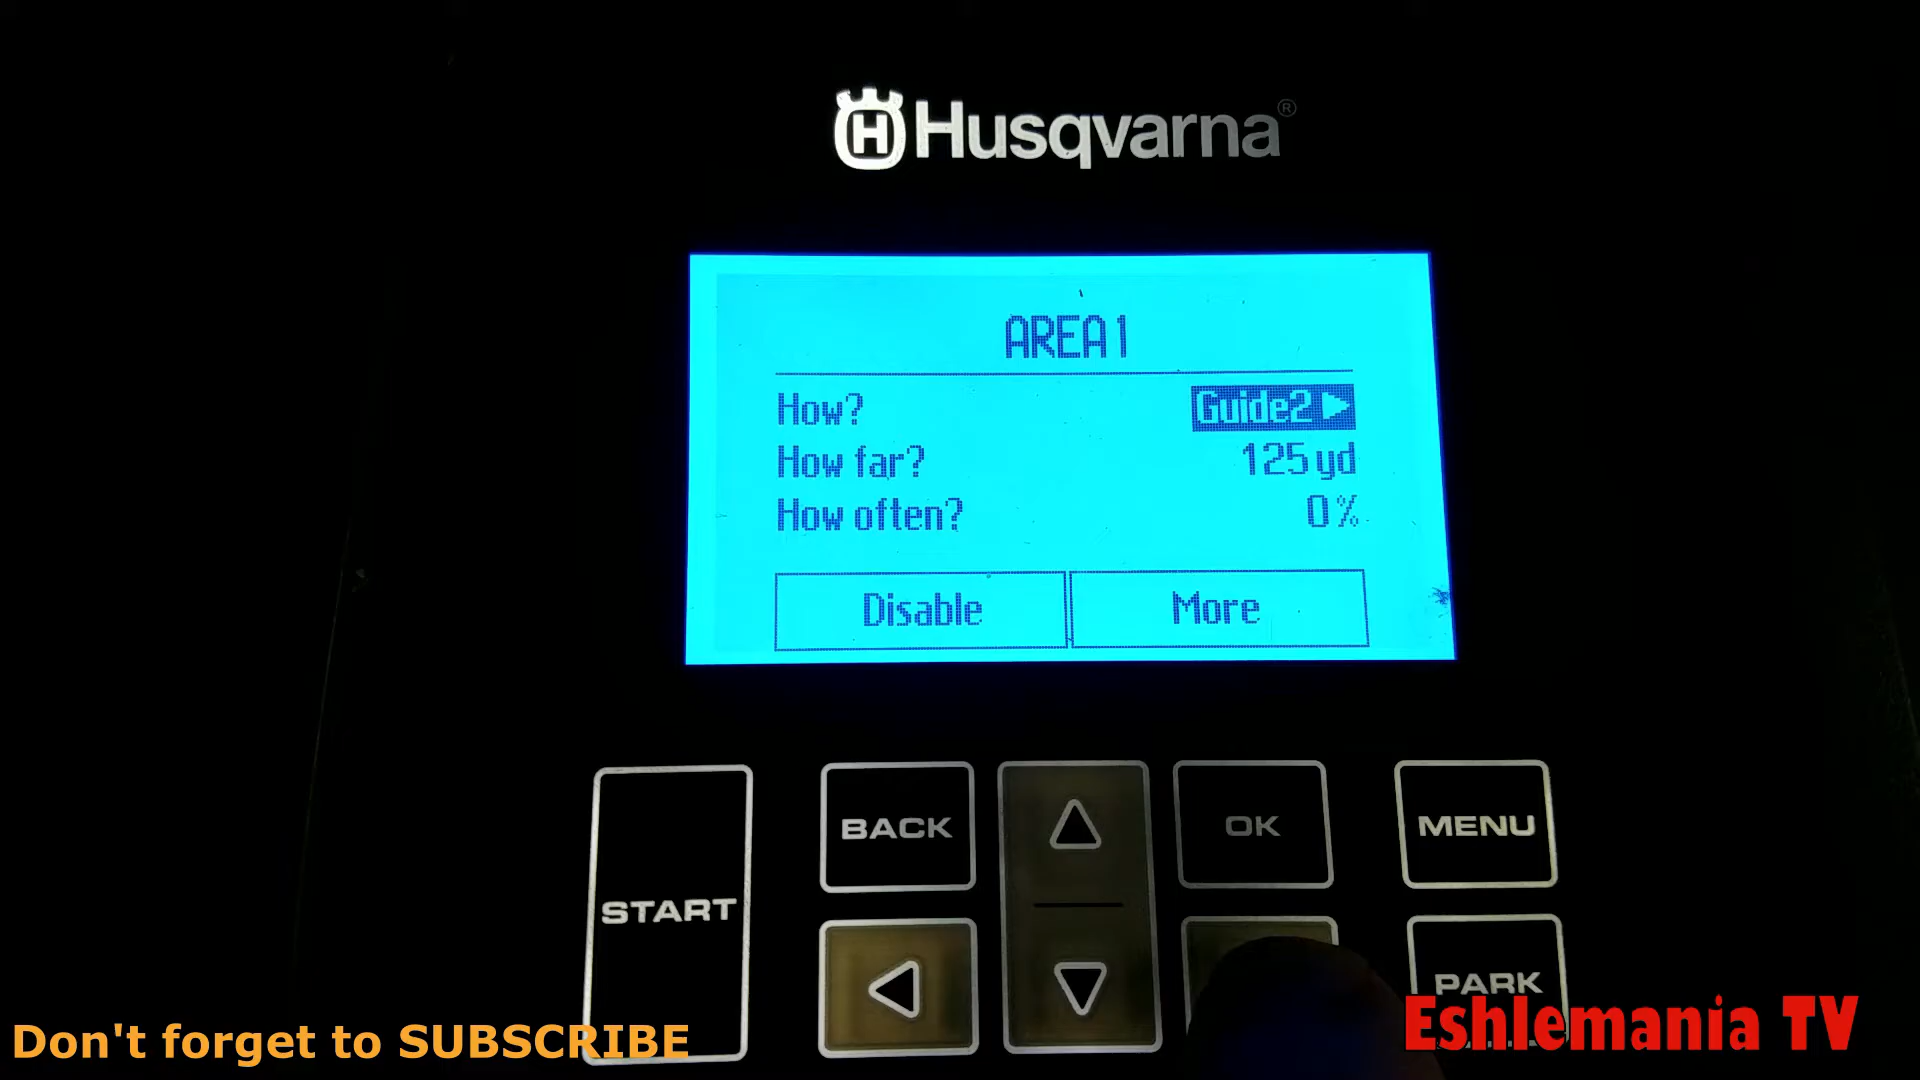 Husqvarna®
AREA1
How? Guide2
How far? 125 yd
How often? 0%
Disable More
BACK OK MENU
START
PARK
Don't forget to SUBSCRIBE
Eshlemania TV